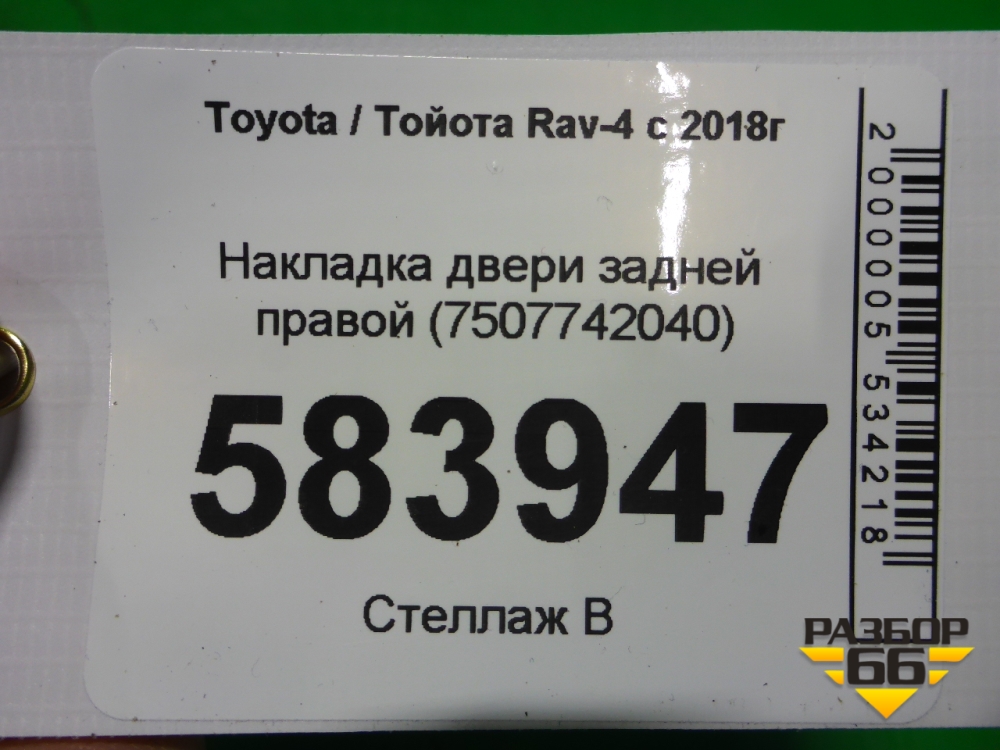 Toyota / Тойота Rav-4 с 2018г
Накладка двери задней
правой (7507742040)
583947
Стеллаж В
2000005534218
РАЗБОР
66